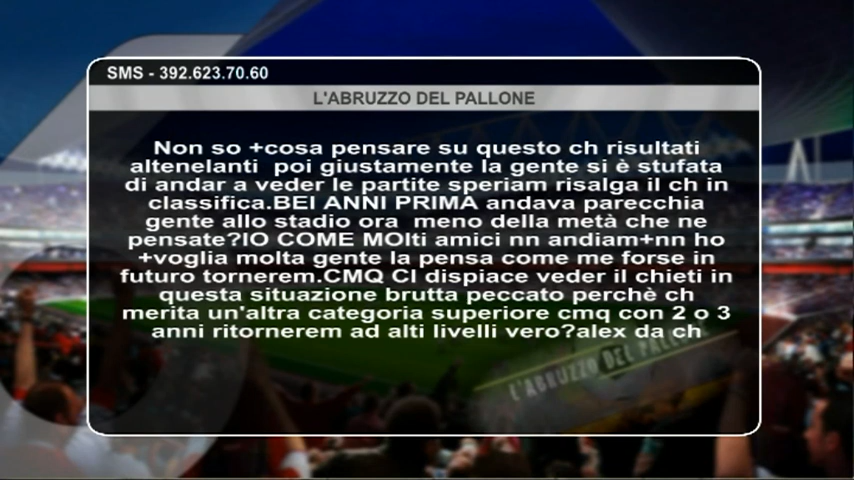 SMS - 392.623.70.60
L'ABRUZZO DEL PALLONE
Non so +cosa pensare su questo ch risultati
altenelanti poi giustamente la gente si è stufata
di andar a veder le partite speriam risalga il ch in
classifica.BEI ANNI PRIMA andava parecchia
gente allo stadio ora meno della metà che ne
pensate?IO COME MOlti amici nn andiam+nn ho
+voglia molta gente la pensa come me forse in
futuro tornerem.CMQ CI dispiace veder il chieti in
questa situazione brutta peccato perchè ch
merita un'altra categoria superiore cmq con 2 o 3
anni ritornerem ad alti livelli vero?alex da ch
L'ABRUZZO DEL PALLONE